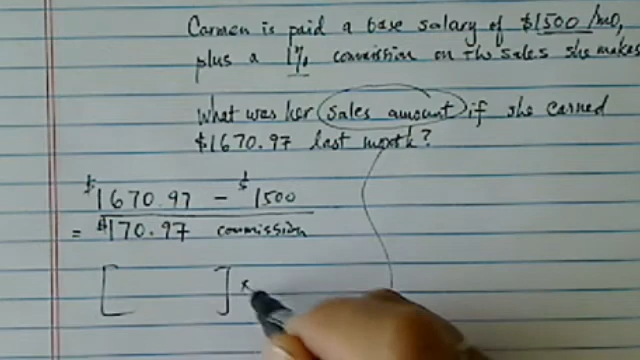 Carmen is paid a base salary of $1500/mo,
plus a 1% commission on the sales she makes
What was her sales amount if she earned
$1670.97 last month?
$1670.97 - $1500
= $170.97 commission
[ ] x